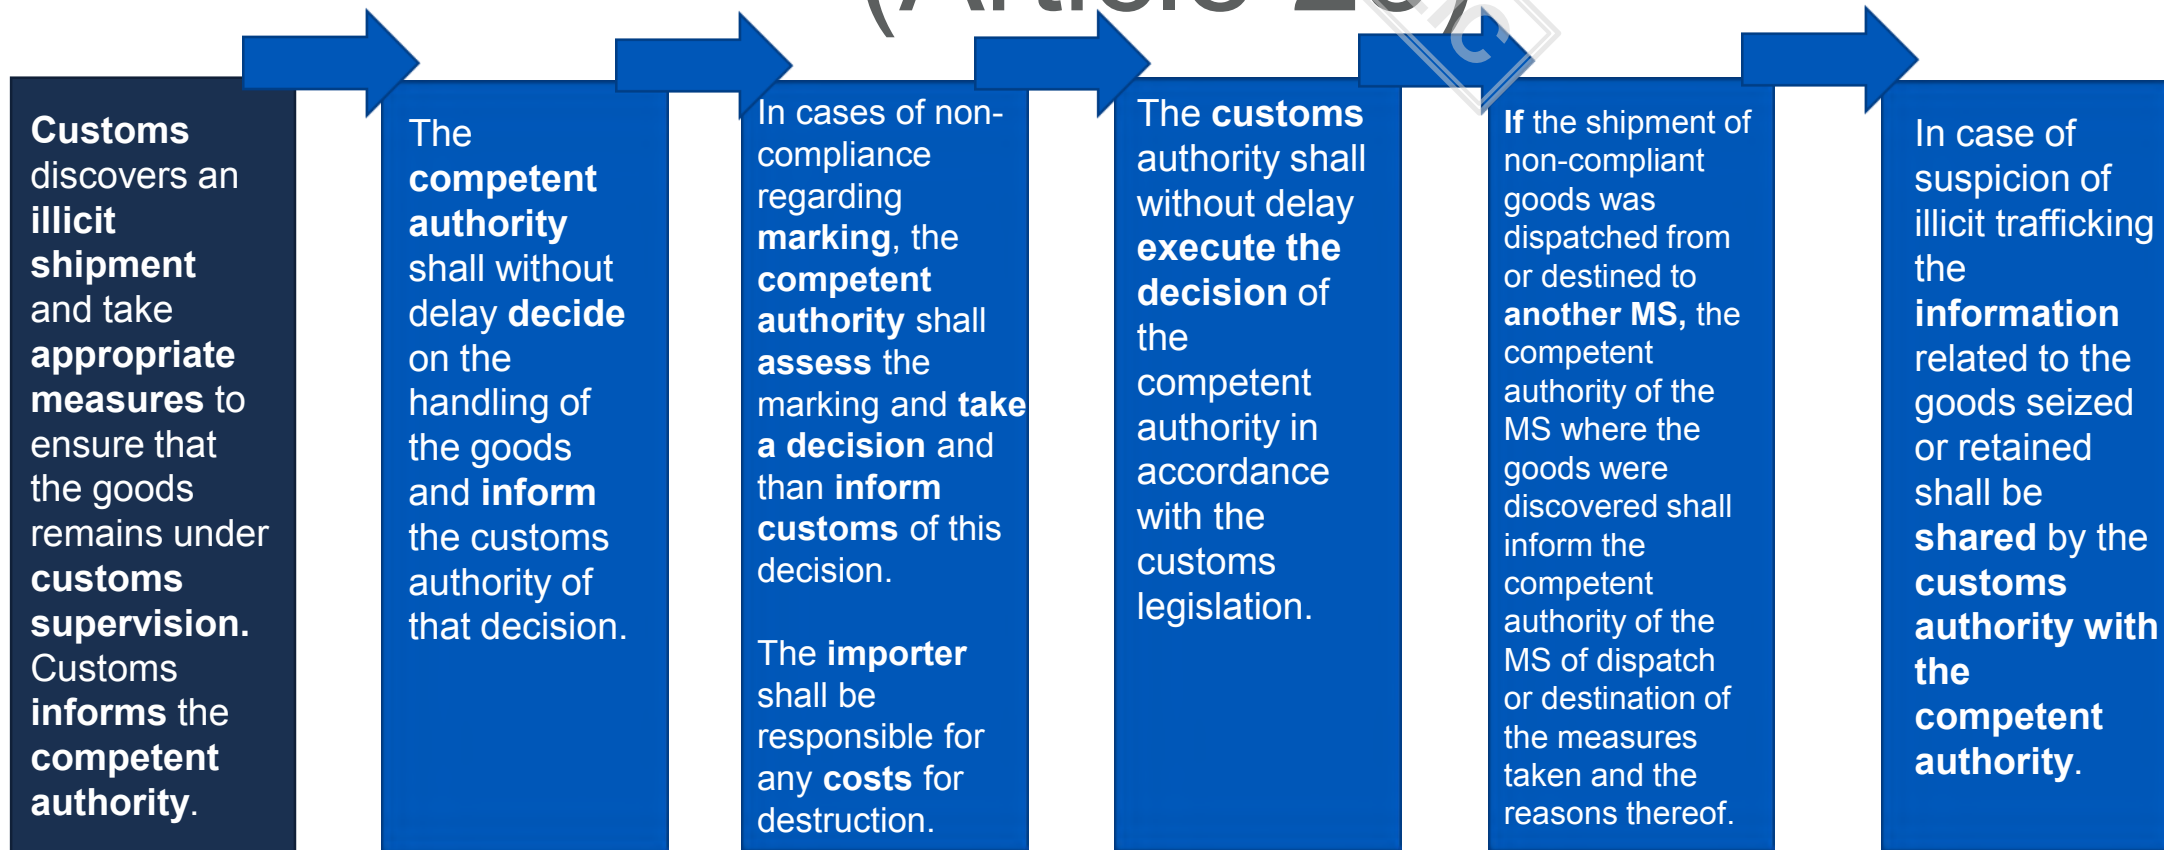 Customs
discovers an
illicit
shipment
and take
appropriate
measures to
ensure that
the goods
remains under
customs
supervision.
Customs
informs the
competent
authority.
The
competent
authority
shall without
delay decide
on the
handling of
the goods
and inform
the customs
authority of
that decision.
In cases of non-
compliance
regarding
marking, the
competent
authority shall
assess the
marking and take
a decision and
than inform
customs of this
decision.
The importer
shall be
responsible for
any costs for
destruction.
The customs
authority shall
without delay
execute the
decision of
the
competent
authority in
accordance
with the
customs
legislation.
If the shipment of
non-compliant
goods was
dispatched from
or destined to
another MS, the
competent
authority of the
MS where the
goods were
discovered shall
inform the
competent
authority of the
MS of dispatch
or destination of
the measures
taken and the
reasons thereof.
In case of
suspicion of
illicit trafficking
the
information
related to the
goods seized
or retained
shall be
shared by the
customs
authority with
the
competent
authority.